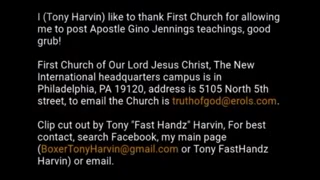 I (Tony Harvin) like to thank First Church for allowing
me to post Apostle Gino Jennings teachings, good
grub!
First Church of Our Lord Jesus Christ, The New
International headquarters campus is in
Philadelphia, PA 19120, address is 5105 North 5th
street, to email the Church is truthofgod@erols.com.
Clip cut out by Tony "Fast Handz" Harvin, For best
contact, search Facebook, my main page
(BoxerTonyHarvin@gmail.com or Tony FastHandz
Harvin) or email.